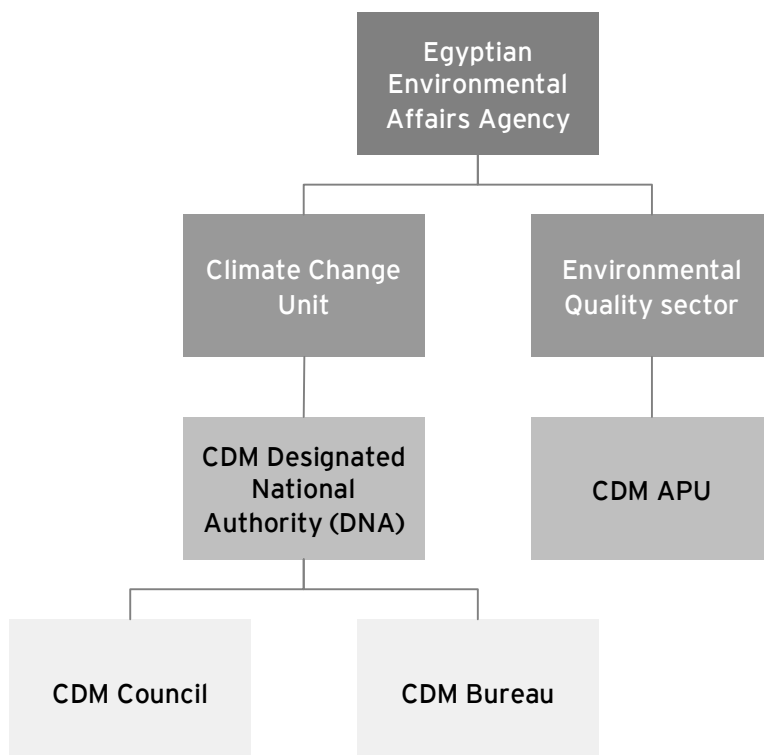 Egyptian
Environmental
Affairs Agency
Climate Change
Unit
Environmental
Quality sector
CDM Designated
National
Authority (DNA)
CDM APU
CDM Council
CDM Bureau